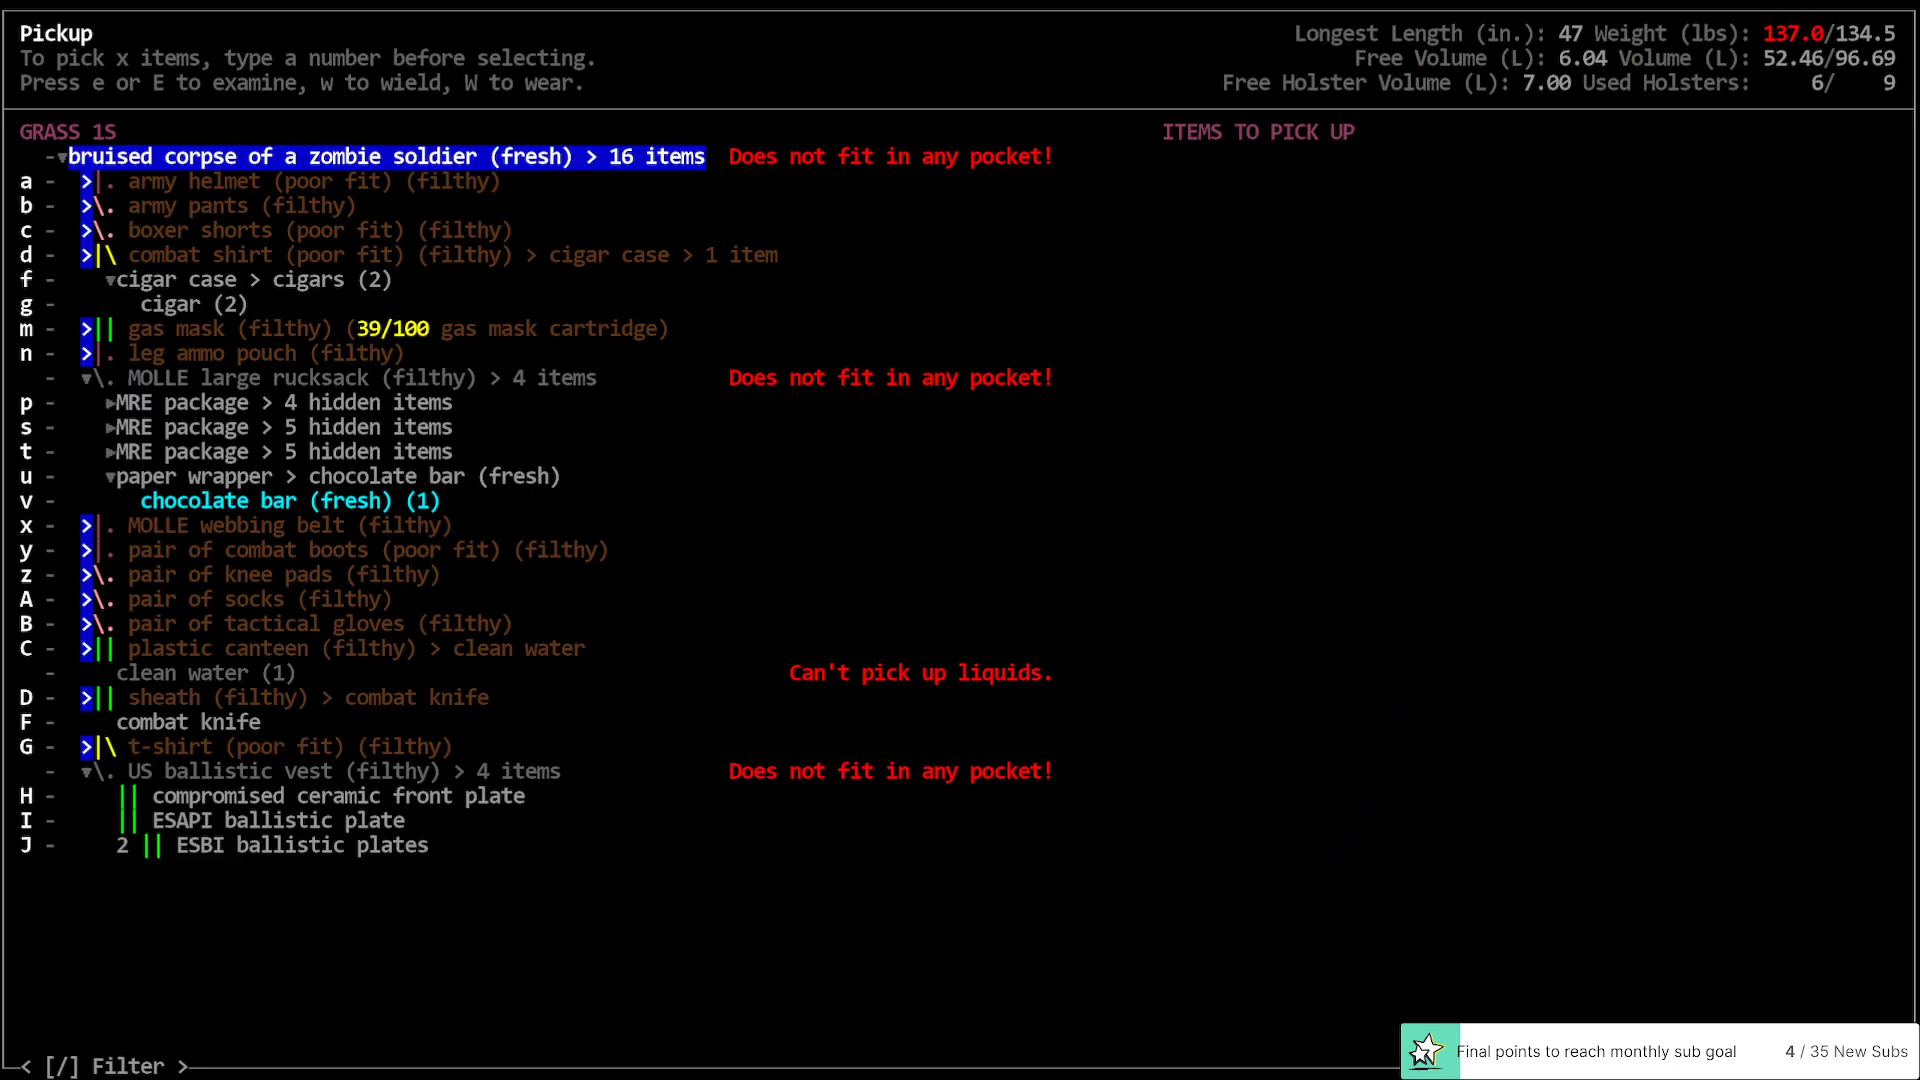 Pickup
To pick x items, type a number before selecting.
Press e or E to examine, w to wield, W to wear.
Longest Length (in.): 47 Weight (lbs): 137.0/134.5
Free Volume (L): 6.04 Volume (L): 52.46/96.69
Free Holster Volume (L): 7.00 Used Holsters: 6/ 9
GRASS 1S
ITEMS TO PICK UP
-▾bruised corpse of a zombie soldier (fresh) > 16 items Does not fit in any pocket!
a - >|. army helmet (poor fit) (filthy)
b - >\. army pants (filthy)
c - >\. boxer shorts (poor fit) (filthy)
d - >|\ combat shirt (poor fit) (filthy) > cigar case > 1 item
f - ▾cigar case > cigars (2)
g - cigar (2)
m - >|| gas mask (filthy) (39/100 gas mask cartridge)
n - >|. leg ammo pouch (filthy)
- ▾\. MOLLE large rucksack (filthy) > 4 items Does not fit in any pocket!
p - ▸MRE package > 4 hidden items
s - ▸MRE package > 5 hidden items
t - ▸MRE package > 5 hidden items
u - ▾paper wrapper > chocolate bar (fresh)
v - chocolate bar (fresh) (1)
x - >|. MOLLE webbing belt (filthy)
y - >|. pair of combat boots (poor fit) (filthy)
z - >\. pair of knee pads (filthy)
A - >\. pair of socks (filthy)
B - >\. pair of tactical gloves (filthy)
C - >|| plastic canteen (filthy) > clean water
- clean water (1) Can't pick up liquids.
D - >|| sheath (filthy) > combat knife
F - combat knife
G - >|\ t-shirt (poor fit) (filthy)
- ▾\. US ballistic vest (filthy) > 4 items Does not fit in any pocket!
H - || compromised ceramic front plate
I - || ESAPI ballistic plate
J - 2 || ESBI ballistic plates
< [/] Filter >
Final points to reach monthly sub goal 4 / 35 New Subs